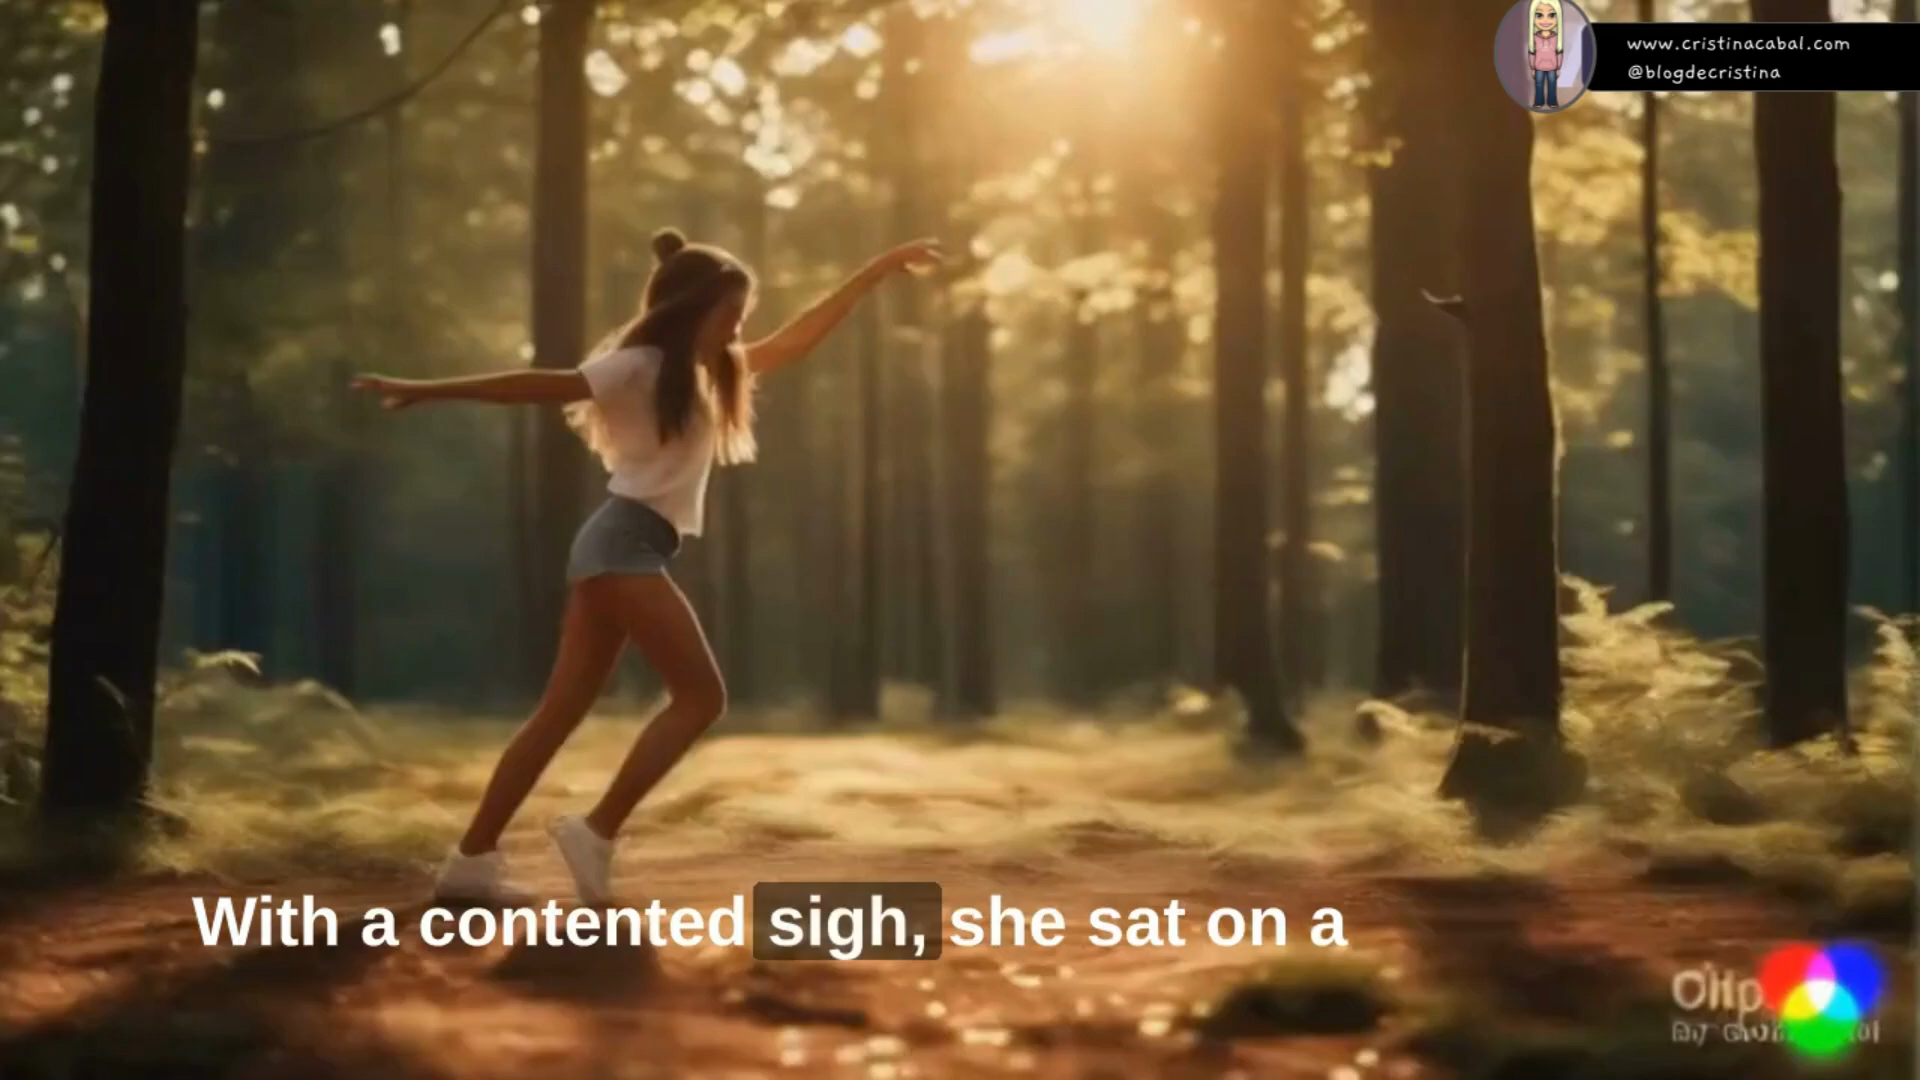 www.cristinacabal.com
@blogdecristina
With a contented sigh, she sat on a